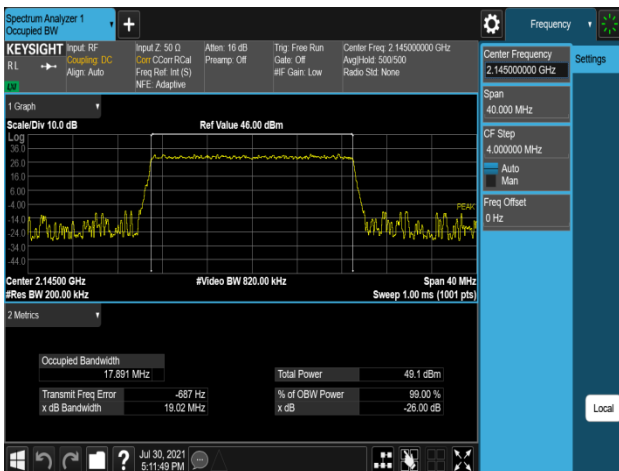 Spectrum Analyzer 1
Occupied BW
Frequency
KEYSIGHT
RL
LV
Input: RF
Coupling: DC
Align: Auto
Input Z: 50 Ω
Corr CCorr RCal
Freq Ref: Int (S)
NFE: Adaptive
Atten: 16 dB
Preamp: Off
Trig: Free Run
Gate: Off
#IF Gain: Low
Center Freq: 2.145000000 GHz
Avg|Hold: 500/500
Radio Std: None
Center Frequency
2.145000000 GHz
Settings
Span
40.000 MHz
CF Step
4.000000 MHz
Auto
Man
Freq Offset
0 Hz
Local
1 Graph
Scale/Div 10.0 dB
Ref Value 46.00 dBm
Log
36.0
26.0
16.0
6.00
-4.00
-14.0
-24.0
-34.0
-44.0
PEAK
Center 2.14500 GHz
#Video BW 820.00 kHz
Span 40 MHz
#Res BW 200.00 kHz
Sweep 1.00 ms (1001 pts)
2 Metrics
Occupied Bandwidth
17.891 MHz
Total Power 49.1 dBm
Transmit Freq Error -687 Hz
% of OBW Power 99.00 %
x dB Bandwidth 19.02 MHz
x dB -26.00 dB
?
Jul 30, 2021
5:11:49 PM